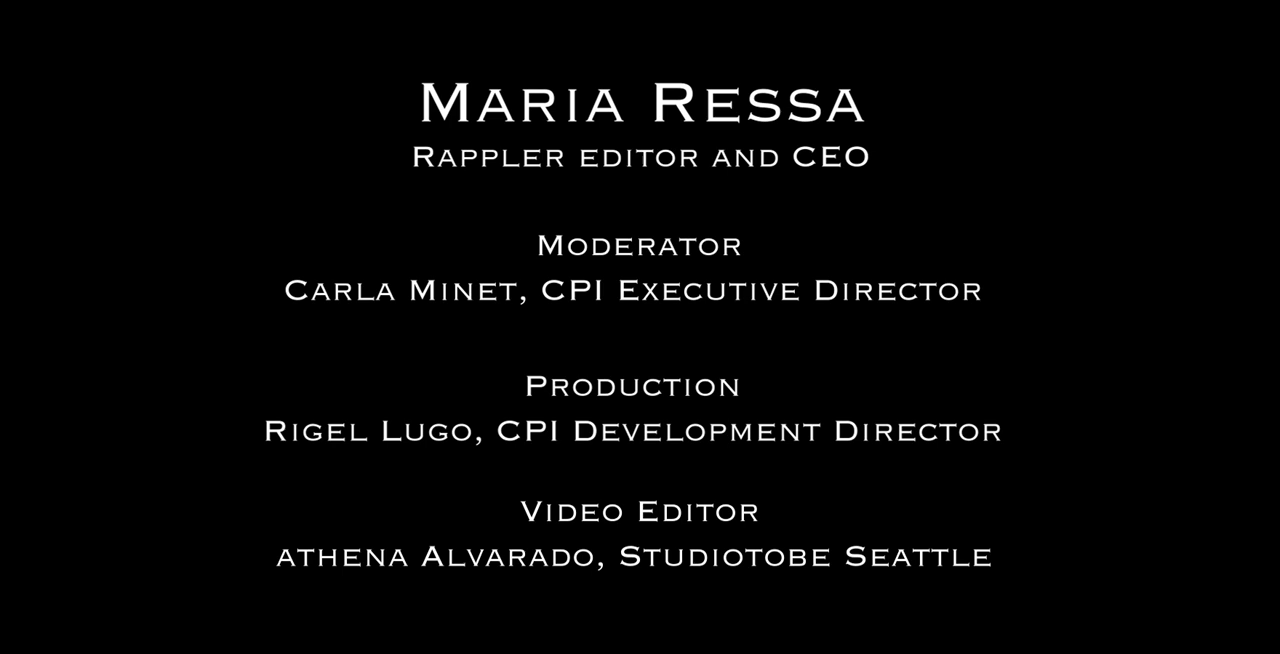 Maria Ressa
Rappler editor and CEO
Moderator
Carla Minet, CPI Executive Director
Production
Rigel Lugo, CPI Development Director
Video Editor
athena Alvarado, Studiotobe Seattle